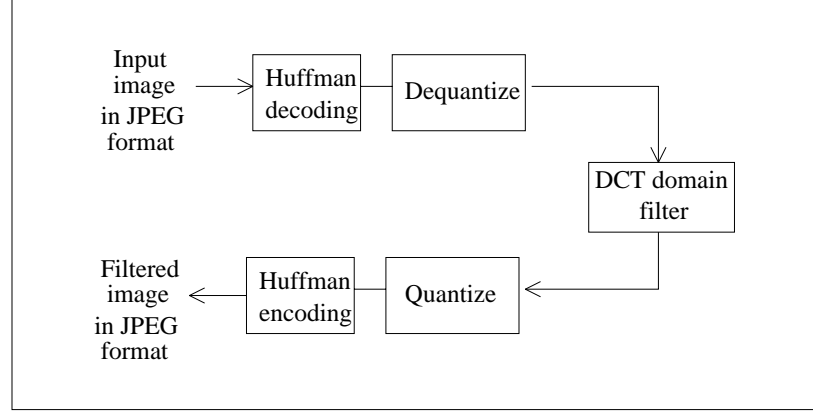 Input
image
in JPEG
format
Huffman
decoding
Dequantize
DCT domain
filter
Quantize
Huffman
encoding
Filtered
image
in JPEG
format